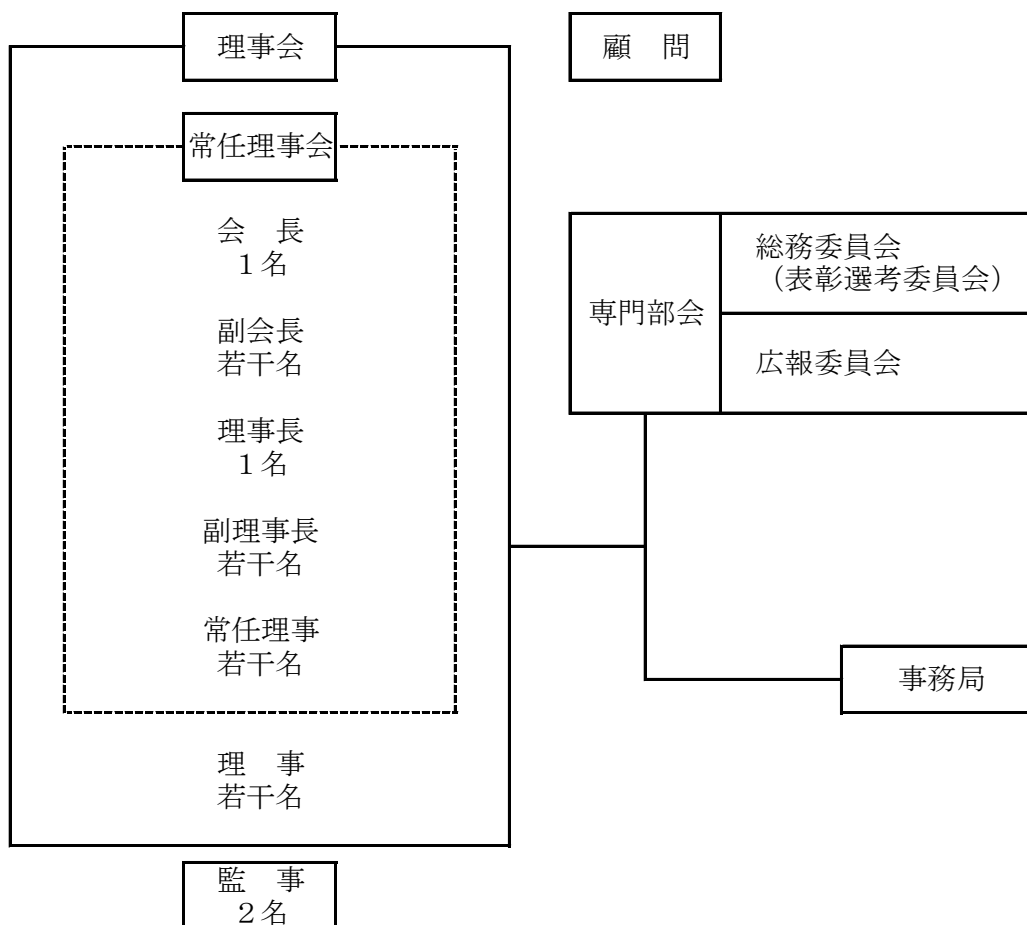 理事会
顧　問
常任理事会
会　長
１名
副会長
若干名
理事長
１名
副理事長
若干名
常任理事
若干名
理　事
若干名
監　事
２名
専門部会
総務委員会
（表彰選考委員会）
広報委員会
事務局